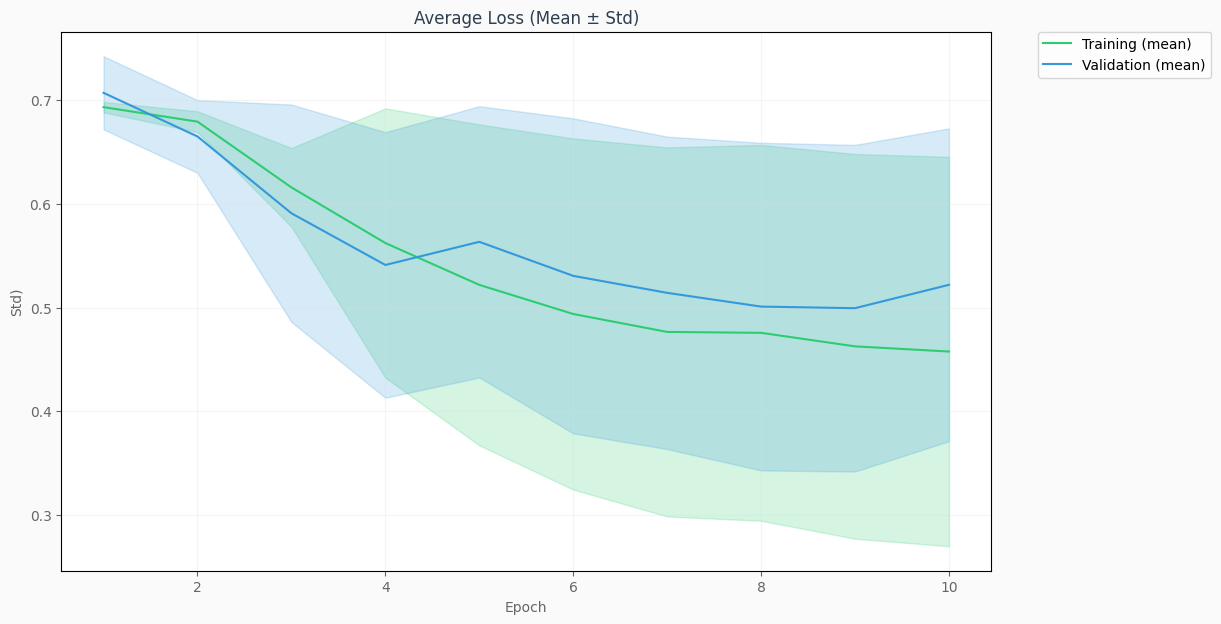 Average Loss (Mean ± Std)
Training (mean)
Validation (mean)
0.7
0.6
0.5
0.4
0.3
Std)
2
4
6
8
10
Epoch